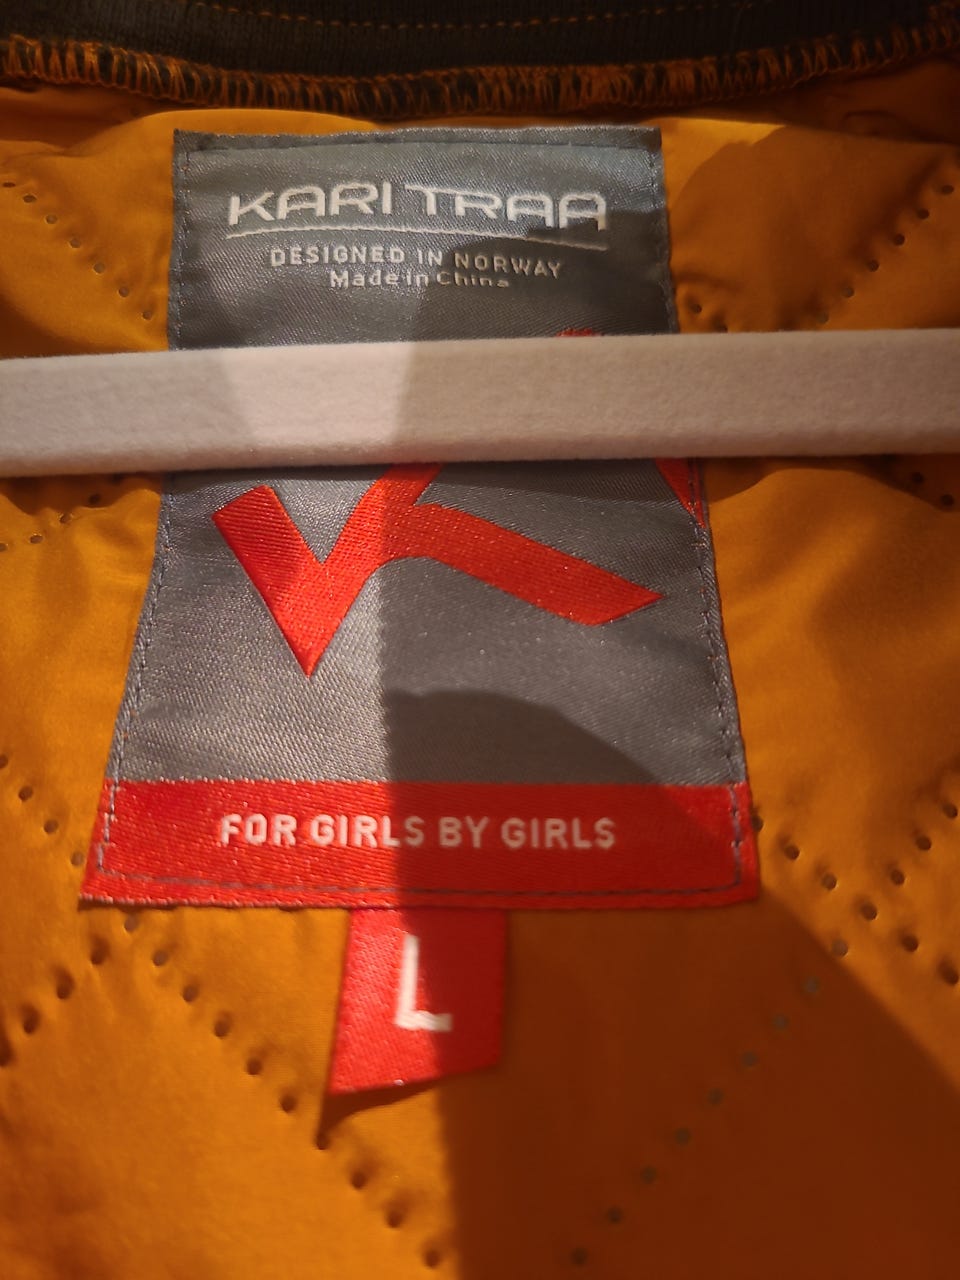 KARI TRAA
DESIGNED IN NORWAY
Made in China
FOR GIRLS BY GIRLS
L